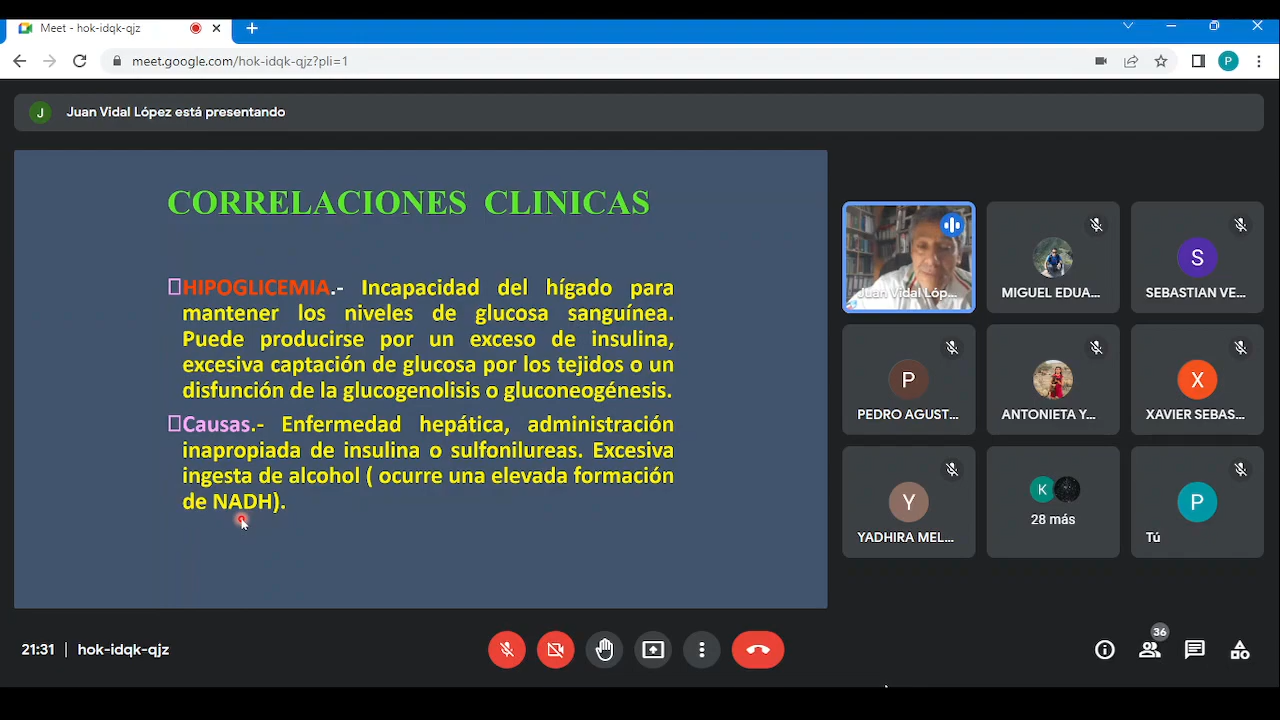 Meet - hok-idqk-qjz
meet.google.com/hok-idqk-qjz?pli=1
P
J
Juan Vidal López está presentando
CORRELACIONES CLINICAS
HIPOGLICEMIA.- Incapacidad del hígado para
mantener los niveles de glucosa sanguínea.
Puede producirse por un exceso de insulina,
excesiva captación de glucosa por los tejidos o un
disfunción de la glucogenolisis o gluconeogénesis.
Causas.- Enfermedad hepática, administración
inapropiada de insulina o sulfonilureas. Excesiva
ingesta de alcohol ( ocurre una elevada formación
de NADH).
Juan Vidal Lóp...
MIGUEL EDUA...
S
SEBASTIAN VE...
P
PEDRO AGUST...
ANTONIETA Y...
X
XAVIER SEBAS...
Y
YADHIRA MEL...
K
28 más
P
Tú
21:31 | hok-idqk-qjz
36